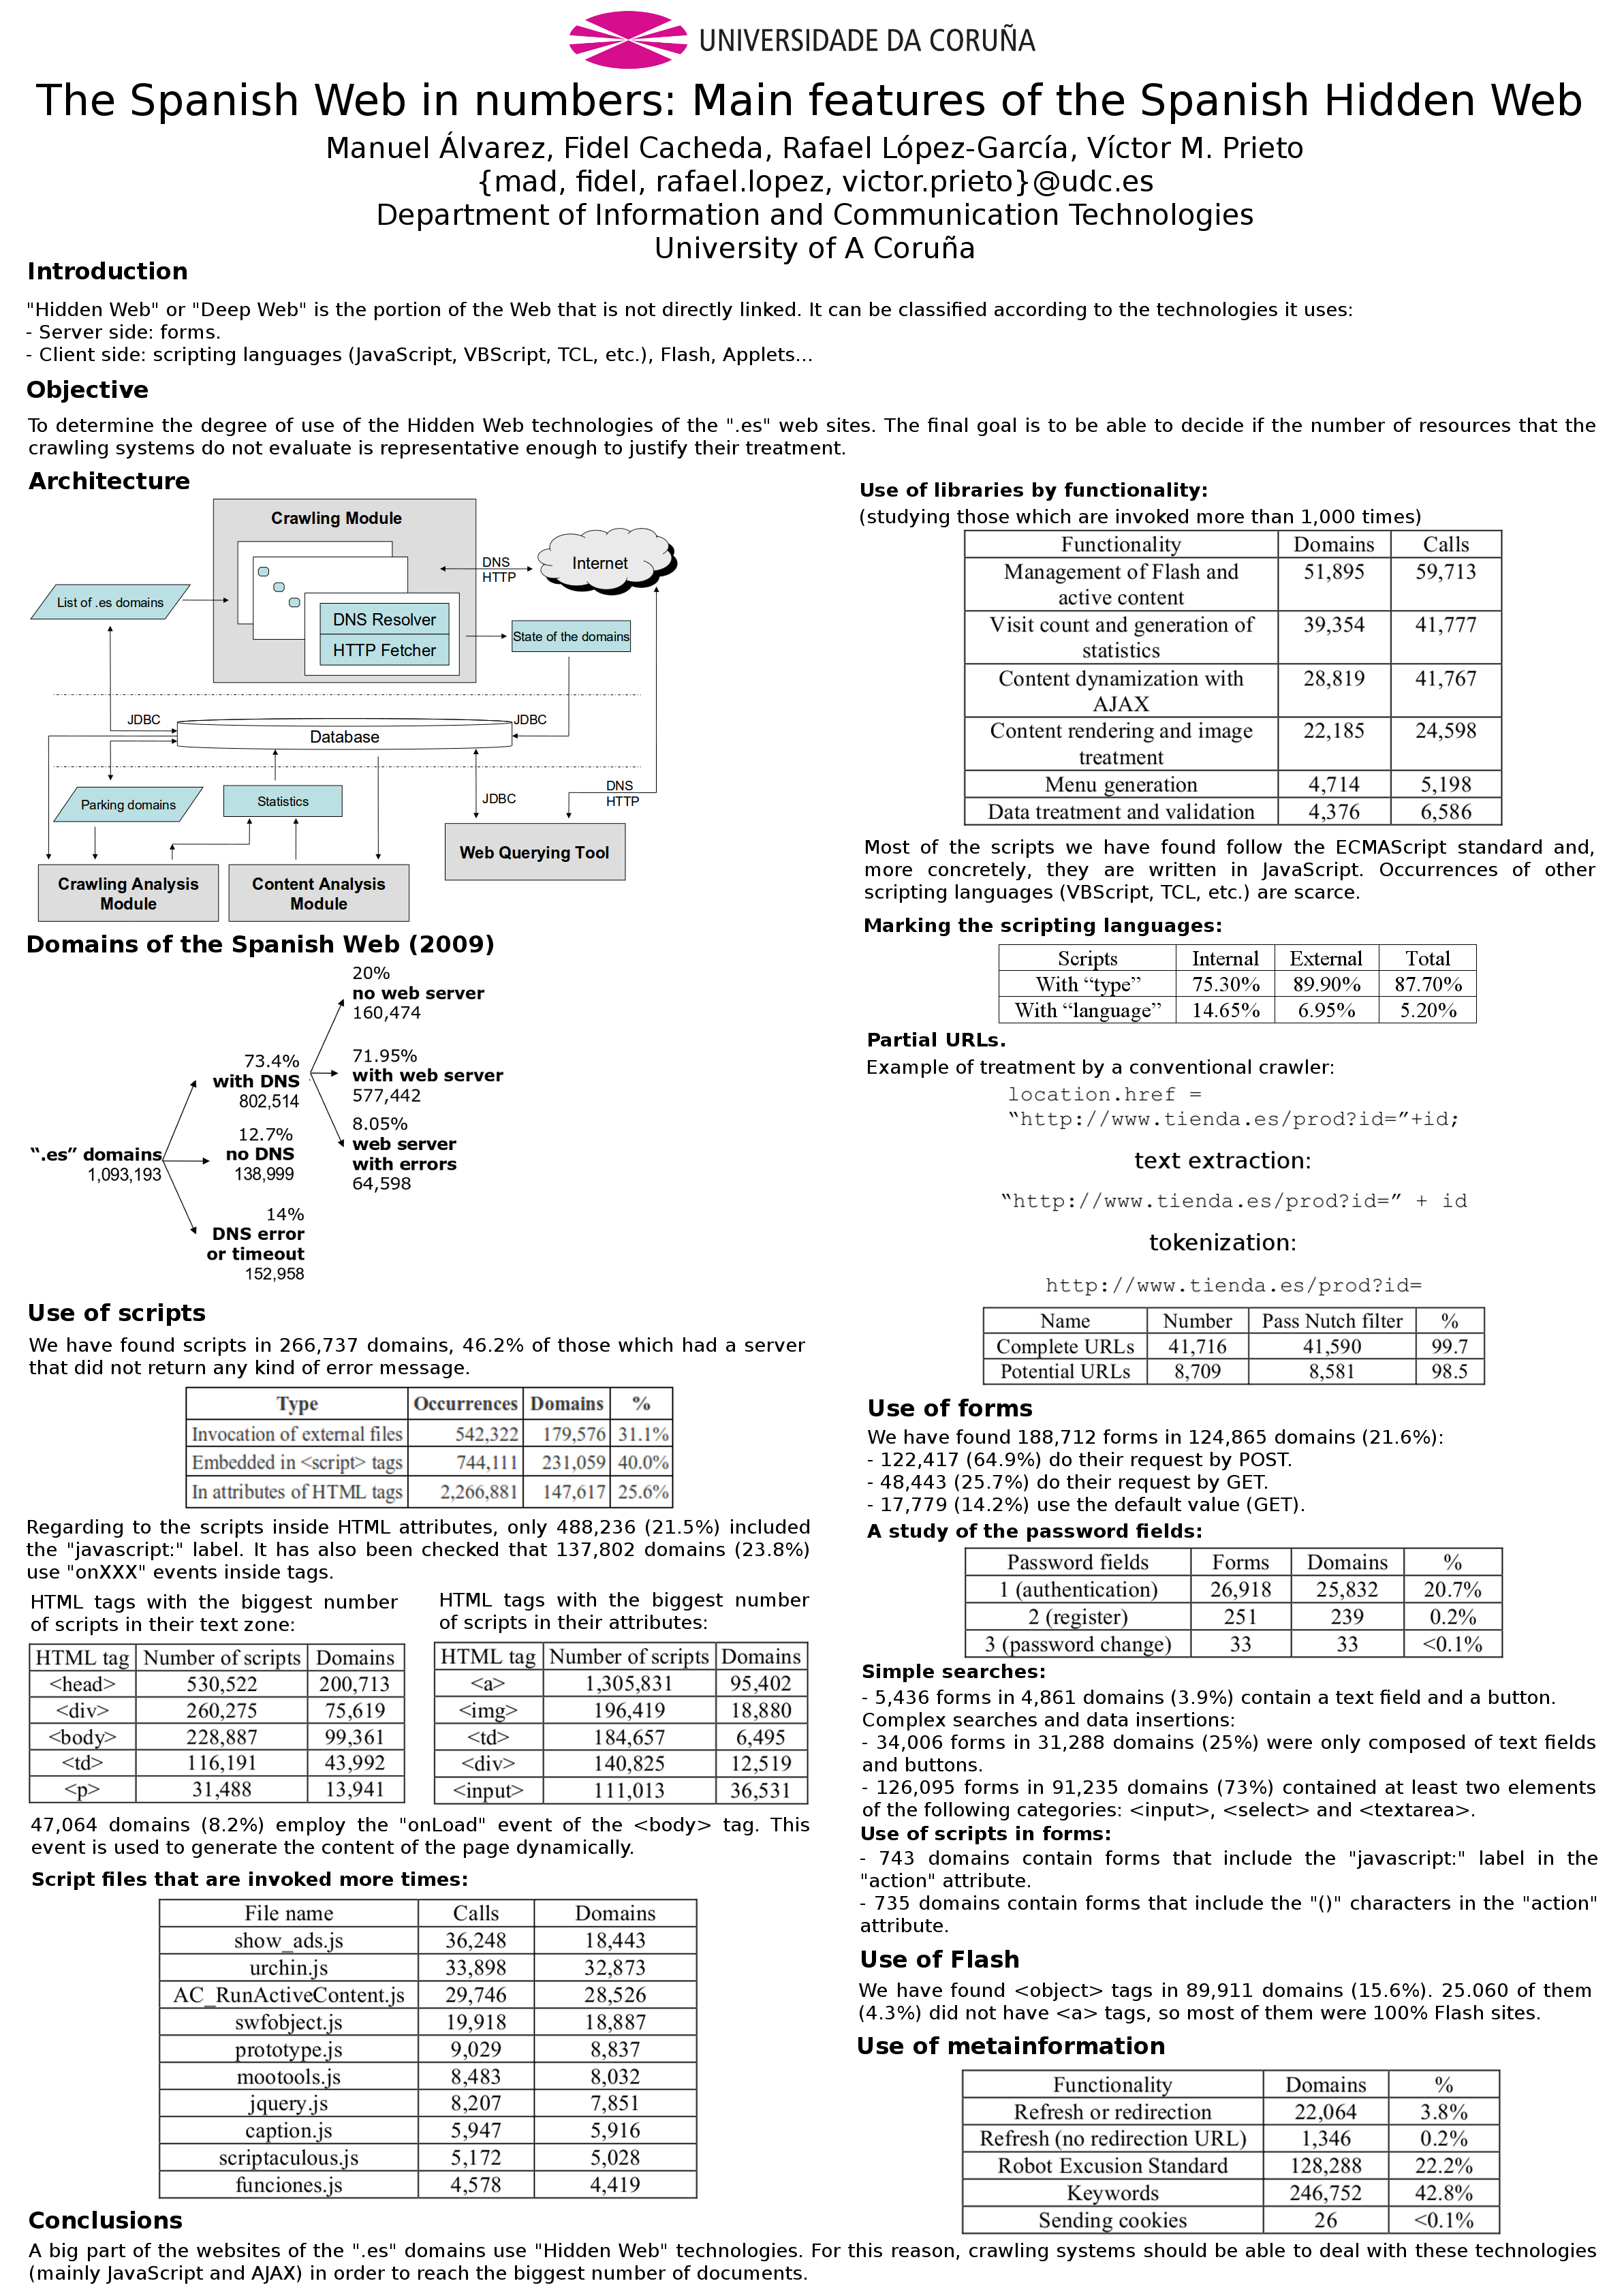 UNIVERSIDADE DA CORUÑA
The Spanish Web in numbers: Main features of the Spanish Hidden Web
Manuel Álvarez, Fidel Cacheda, Rafael López-García, Víctor M. Prieto
{mad, fidel, rafael.lopez, victor.prieto}@udc.es
Department of Information and Communication Technologies
University of A Coruña
Introduction
"Hidden Web" or "Deep Web" is the portion of the Web that is not directly linked. It can be classified according to the technologies it uses:
- Server side: forms.
- Client side: scripting languages (JavaScript, VBScript, TCL, etc.), Flash, Applets...
Objective
To determine the degree of use of the Hidden Web technologies of the ".es" web sites. The final goal is to be able to decide if the number of resources that the
crawling systems do not evaluate is representative enough to justify their treatment.
Architecture
Crawling Module
DNS
HTTP
Internet
List of .es domains
DNS Resolver
HTTP Fetcher
State of the domains
JDBC
JDBC
Database
Parking domains
Statistics
JDBC
DNS
HTTP
Web Querying Tool
Crawling Analysis
Module
Content Analysis
Module
Domains of the Spanish Web (2009)
20%
no web server
160,474
73.4%
with DNS
802,514
71.95%
with web server
577,442
8.05%
web server
with errors
64,598
12.7%
no DNS
138,999
“.es” domains
1,093,193
14%
DNS error
or timeout
152,958
Use of scripts
We have found scripts in 266,737 domains, 46.2% of those which had a server
that did not return any kind of error message.
Type Occurrences Domains %
Invocation of external files 542,322 179,576 31.1%
Embedded in <script> tags 744,111 231,059 40.0%
In attributes of HTML tags 2,266,881 147,617 25.6%
Regarding to the scripts inside HTML attributes, only 488,236 (21.5%) included
the "javascript:" label. It has also been checked that 137,802 domains (23.8%)
use "onXXX" events inside tags.
HTML tags with the biggest number
of scripts in their text zone:
HTML tag Number of scripts Domains
<head> 530,522 200,713
<div> 260,275 75,619
<body> 228,887 99,361
<td> 116,191 43,992
<p> 31,488 13,941
HTML tags with the biggest number
of scripts in their attributes:
HTML tag Number of scripts Domains
<a> 1,305,831 95,402
<img> 196,419 18,880
<td> 184,657 6,495
<div> 140,825 12,519
<input> 111,013 36,531
47,064 domains (8.2%) employ the "onLoad" event of the <body> tag. This
event is used to generate the content of the page dynamically.
Script files that are invoked more times:
File name Calls Domains
show_ads.js 36,248 18,443
urchin.js 33,898 32,873
AC_RunActiveContent.js 29,746 28,526
swfobject.js 19,918 18,887
prototype.js 9,029 8,837
mootools.js 8,483 8,032
jquery.js 8,207 7,851
caption.js 5,947 5,916
scriptaculous.js 5,172 5,028
funciones.js 4,578 4,419
Use of libraries by functionality:
(studying those which are invoked more than 1,000 times)
Functionality Domains Calls
Management of Flash and 51,895 59,713
active content
Visit count and generation of 39,354 41,777
statistics
Content dynamization with 28,819 41,767
AJAX
Content rendering and image 22,185 24,598
treatment
Menu generation 4,714 5,198
Data treatment and validation 4,376 6,586
Most of the scripts we have found follow the ECMAScript standard and,
more concretely, they are written in JavaScript. Occurrences of other
scripting languages (VBScript, TCL, etc.) are scarce.
Marking the scripting languages:
Scripts Internal External Total
With “type” 75.30% 89.90% 87.70%
With “language” 14.65% 6.95% 5.20%
Partial URLs.
Example of treatment by a conventional crawler:
location.href =
“http://www.tienda.es/prod?id=”+id;
text extraction:
“http://www.tienda.es/prod?id=” + id
tokenization:
http://www.tienda.es/prod?id=
Name Number Pass Nutch filter %
Complete URLs 41,716 41,590 99.7
Potential URLs 8,709 8,581 98.5
Use of forms
We have found 188,712 forms in 124,865 domains (21.6%):
- 122,417 (64.9%) do their request by POST.
- 48,443 (25.7%) do their request by GET.
- 17,779 (14.2%) use the default value (GET).
A study of the password fields:
Password fields Forms Domains %
1 (authentication) 26,918 25,832 20.7%
2 (register) 251 239 0.2%
3 (password change) 33 33 <0.1%
Simple searches:
- 5,436 forms in 4,861 domains (3.9%) contain a text field and a button.
Complex searches and data insertions:
- 34,006 forms in 31,288 domains (25%) were only composed of text fields
and buttons.
- 126,095 forms in 91,235 domains (73%) contained at least two elements
of the following categories: <input>, <select> and <textarea>.
Use of scripts in forms:
- 743 domains contain forms that include the "javascript:" label in the
"action" attribute.
- 735 domains contain forms that include the "()" characters in the "action"
attribute.
Use of Flash
We have found <object> tags in 89,911 domains (15.6%). 25.060 of them
(4.3%) did not have <a> tags, so most of them were 100% Flash sites.
Use of metainformation
Functionality Domains %
Refresh or redirection 22,064 3.8%
Refresh (no redirection URL) 1,346 0.2%
Robot Excusion Standard 128,288 22.2%
Keywords 246,752 42.8%
Sending cookies 26 <0.1%
Conclusions
A big part of the websites of the ".es" domains use "Hidden Web" technologies. For this reason, crawling systems should be able to deal with these technologies
(mainly JavaScript and AJAX) in order to reach the biggest number of documents.